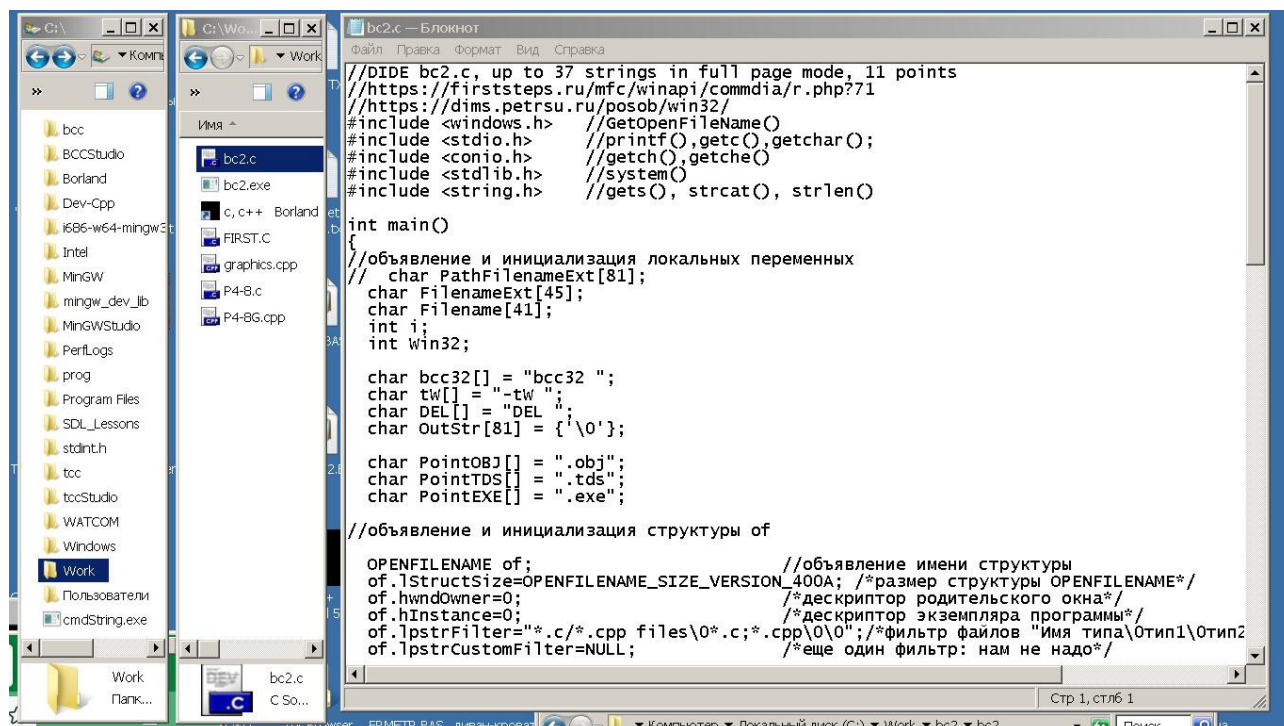 C:\
Компь
»
bcc
BCCStudio
Borland
Dev-Cpp
i686-w64-mingw3
Intel
MinGW
mingw_dev_lib
MinGWStudio
PerfLogs
prog
Program Files
SDL_Lessons
stdint.h
tcc
tccStudio
WATCOM
Windows
Work
Пользователи
cmdString.exe
Work
Папк...
C:\Wo...
Work
»
Имя
bc2.c
bc2.exe
c, c++ Borland
FIRST.C
graphics.cpp
P4-8.c
P4-8G.cpp
DEV
.C
bc2.c
C So...
bc2.c — Блокнот
Файл Правка Формат Вид Справка
//DIDE bc2.c, up to 37 strings in full page mode, 11 points
//https://firststeps.ru/mfc/winapi/commdia/r.php?71
//https://dims.petrsu.ru/posob/win32/
#include <windows.h> //GetOpenFileName()
#include <stdio.h> //printf(),getc(),getchar();
#include <conio.h> //getch(),getche()
#include <stdlib.h> //system()
#include <string.h> //gets(), strcat(), strlen()
int main()
{
//объявление и инициализация локальных переменных
// char PathFilenameExt[81];
char FilenameExt[45];
char Filename[41];
int i;
int Win32;
char bcc32[] = "bcc32 ";
char tW[] = "-tW ";
char DEL[] = "DEL ";
char OutStr[81] = {'\0'};
char PointOBJ[] = ".obj";
char PointTDS[] = ".tds";
char PointEXE[] = ".exe";
//объявление и инициализация структуры of
OPENFILENAME of; //объявление имени структуры
of.lStructSize=OPENFILENAME_SIZE_VERSION_400A; /*размер структуры OPENFILENAME*/
of.hwndOwner=0; /*дескриптор родительского окна*/
of.hInstance=0; /*дескриптор экземпляра программы*/
of.lpstrFilter="*.c/*.cpp files\0*.c;*.cpp\0\0";/*фильтр файлов "Имя типа\0тип1\0тип2
of.lpstrCustomFilter=NULL; /*еще один фильтр: нам не надо*/
Стр 1, стлб 1
Компьютер Локальный диск (C:) Work bc2 bc2
Поиск